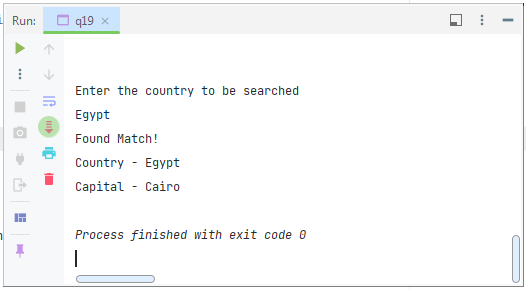 Run: q19
Enter the country to be searched
Egypt
Found Match!
Country - Egypt
Capital - Cairo
Process finished with exit code 0